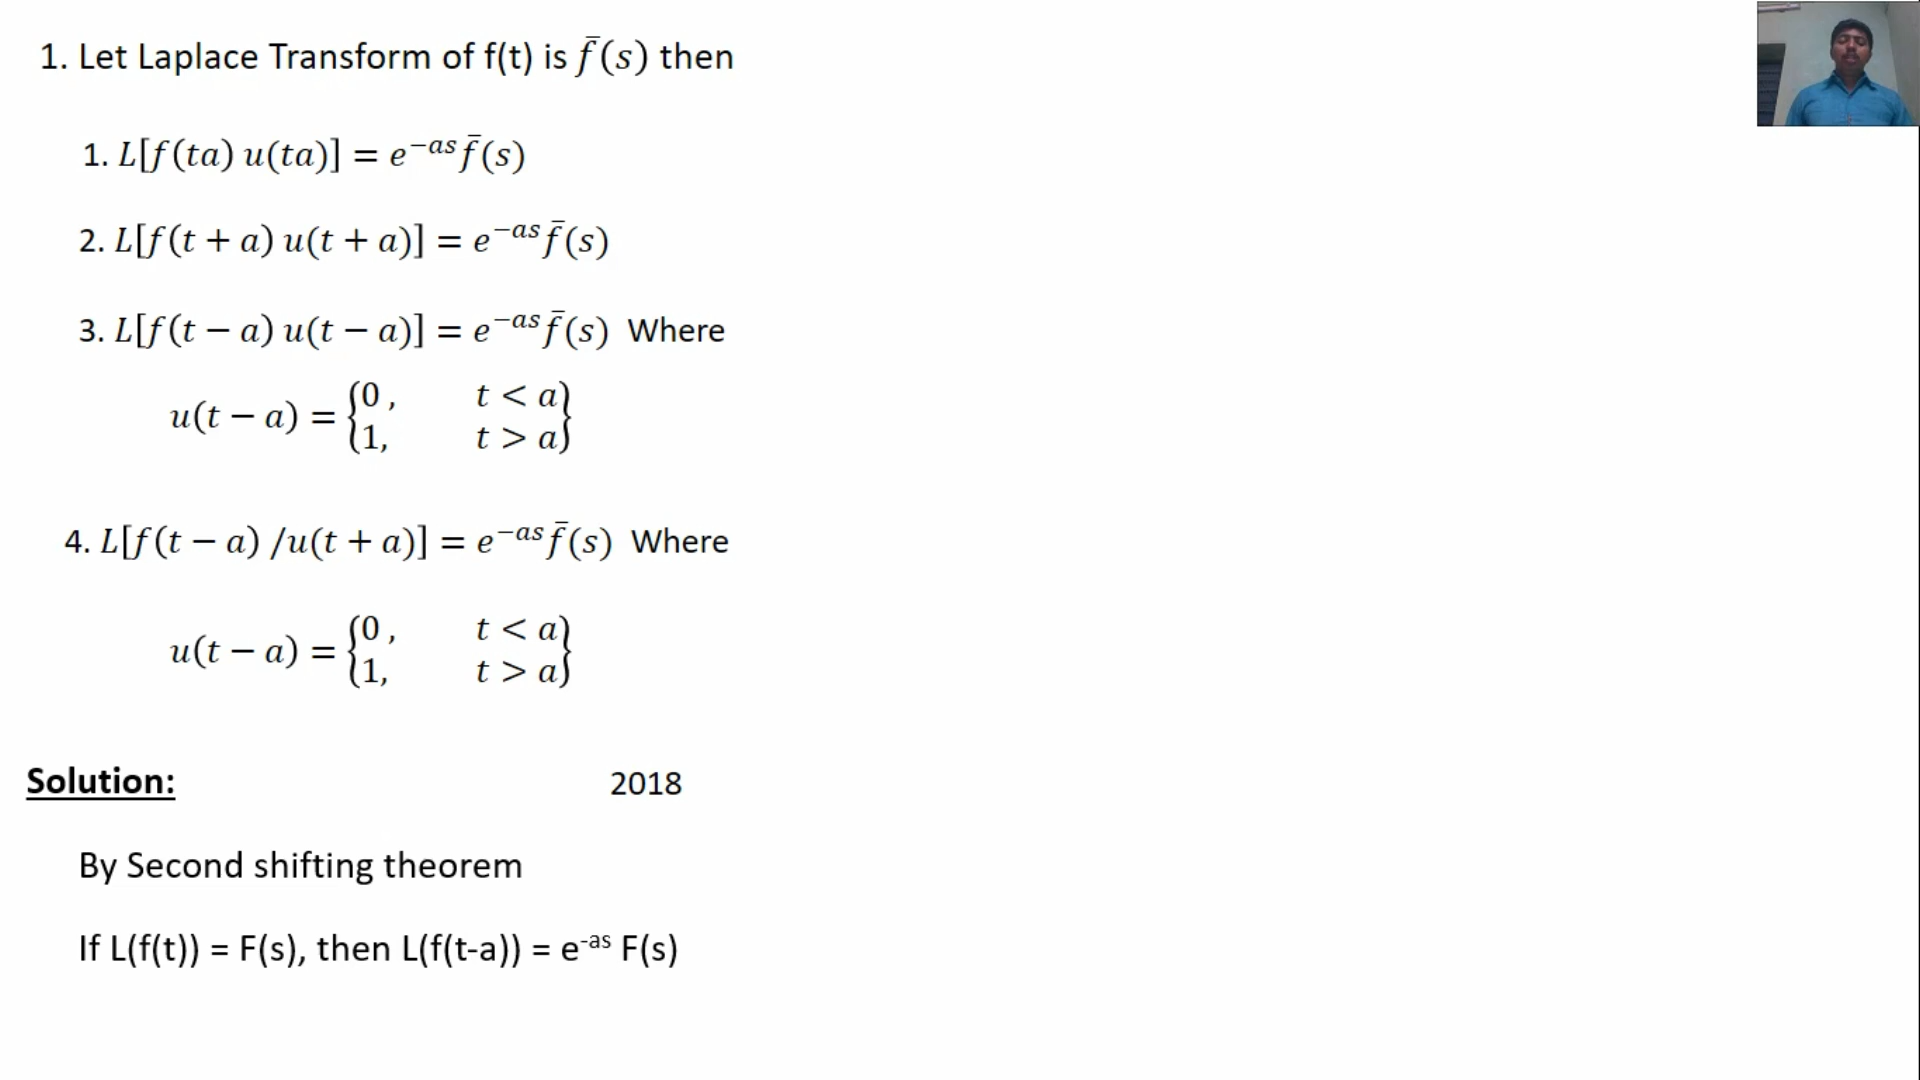 1. Let Laplace Transform of f(t) is f̄(s) then
1. L[f(ta) u(ta)] = e^{-as} f̄(s)
2. L[f(t + a) u(t + a)] = e^{-as} f̄(s)
3. L[f(t − a) u(t − a)] = e^{-as} f̄(s) Where
u(t − a) = {0 , t < a
1, t > a}
4. L[f(t − a) /u(t + a)] = e^{-as} f̄(s) Where
u(t − a) = {0 , t < a
1, t > a}
Solution: 2018
By Second shifting theorem
If L(f(t)) = F(s), then L(f(t-a)) = e^{-as} F(s)